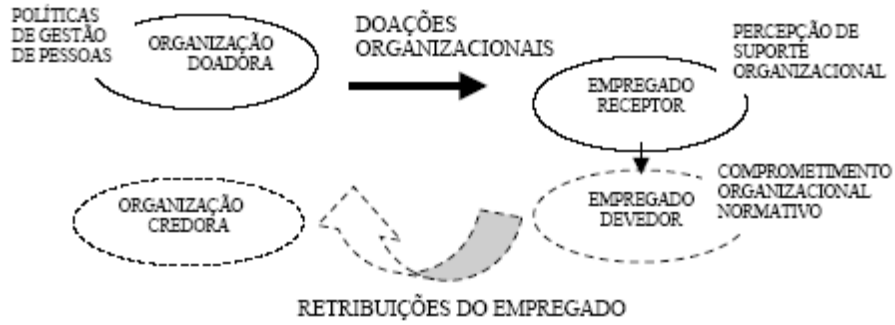 POLÍTICAS
DE GESTÃO
DE PESSOAS
ORGANIZAÇÃO
DOADORA
DOAÇÕES
ORGANIZACIONAIS
PERCEPÇÃO DE
SUPORTE
ORGANIZACIONAL
EMPREGADO
RECEPTOR
ORGANIZAÇÃO
CREDORA
EMPREGADO
DEVEDOR
COMPROMETIMENTO
ORGANIZACIONAL
NORMATIVO
RETRIBUIÇÕES DO EMPREGADO